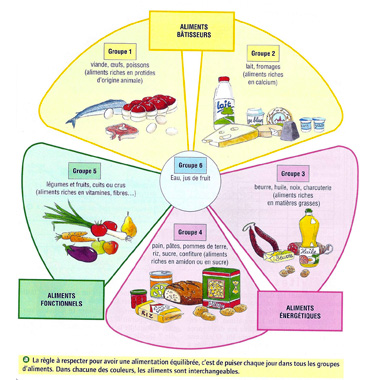 ALIMENTS
BÂTISSEURS
Groupe 1
viande, œufs, poissons
(aliments riches en protides
d'origine animale)
Groupe 2
lait, fromages
(aliments riches
en calcium)
lait
Groupe 5
légumes et fruits, cuits ou crus
(aliments riches en vitamines, fibres…)
Groupe 6
Eau, jus de fruit
Groupe 3
beurre, huile, noix, charcuterie
(aliments riches
en matières grasses)
Huile
Groupe 4
pain, pâtes, pommes de terre,
riz, sucre, confiture (aliments
riches en amidon ou en sucre)
RIZ
ALIMENTS
FONCTIONNELS
ALIMENTS
ÉNERGÉTIQUES
La règle à respecter pour avoir une alimentation équilibrée, c'est de puiser chaque jour dans tous les groupes
d'aliments. Dans chacune des couleurs, les aliments sont interchangeables.